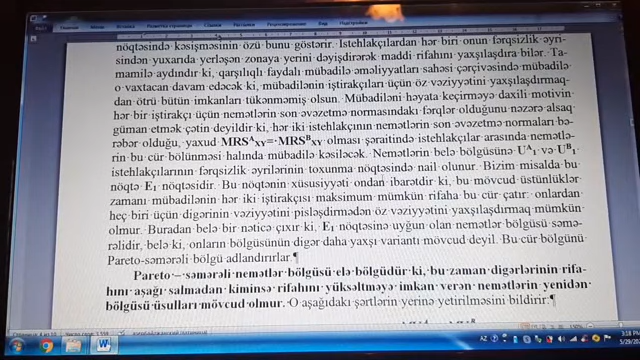 nöqtəsində kəsişməsinin özü bunu göstərir. İstehlakçılardan hər biri onun fərqsizlik əyri-
sindən yuxarıda yerləşən zonaya yerini dəyişdirərək maddi rifahını yaxşılaşdıra bilər. Ta-
mamilə aydındır ki, qarşılıqlı faydalı mübadilə əməliyyatları sahəsi çərçivəsində mübadilə
o vaxtacan davam edəcək ki, mübadilənin iştirakçıları üçün öz vəziyyətini yaxşılaşdırmaq-
dan ötrü bütün imkanları tükənməmiş olsun. Mübadiləni həyata keçirməyə daxili motivin
hər bir iştirakçı üçün nemətlərin son əvəzetmə normasındakı fərqlər olduğunu nəzərə alsaq
güman etmək çətin deyildir ki, hər iki istehlakçının nemətlərin son əvəzetmə normaları bə-
rabər olduğu, yaxud MRSᴬXY = MRSᴮXY olması şəraitində istehlakçılar arasında nemətlə-
rin bu cür bölünməsi halında mübadilə kəsiləcək. Nemətlərin belə bölgüsünə Uᴬ₁ və Uᴮ₁
istehlakçılarının fərqsizlik əyrilərinin toxunma nöqtəsində nail olunur. Bizim misalda bu
nöqtə E₁ nöqtəsidir. Bu nöqtənin xüsusiyyəti ondan ibarətdir ki, bu mövcud üstünlüklər
zamanı mübadilənin hər iki iştirakçısı maksimum mümkün rifaha bu cür çatır: onlardan
heç biri üçün digərinin vəziyyətini pisləşdirmədən öz vəziyyətini yaxşılaşdırmaq mümkün
olmur. Buradan belə bir nəticə çıxır ki, E₁ nöqtəsinə uyğun olan nemətlər bölgüsü səmə-
rəlidir, belə ki, onların bölgüsünün digər daha yaxşı variantı mövcud deyil. Bu cür bölgünü
Pareto-səmərəli bölgü adlandırırlar.¶
Pareto – səmərəli nemətlər bölgüsü elə bölgüdür ki, bu zaman digərlərinin rifa-
hını aşağı salmadan kiminsə rifahını yüksəltməyə imkan verən nemətlərin yenidən
bölgüsü üsulları mövcud olmur. O aşağıdakı şərtlərin yerinə yetirilməsini bildirir.¶
AZ
3:18 PM